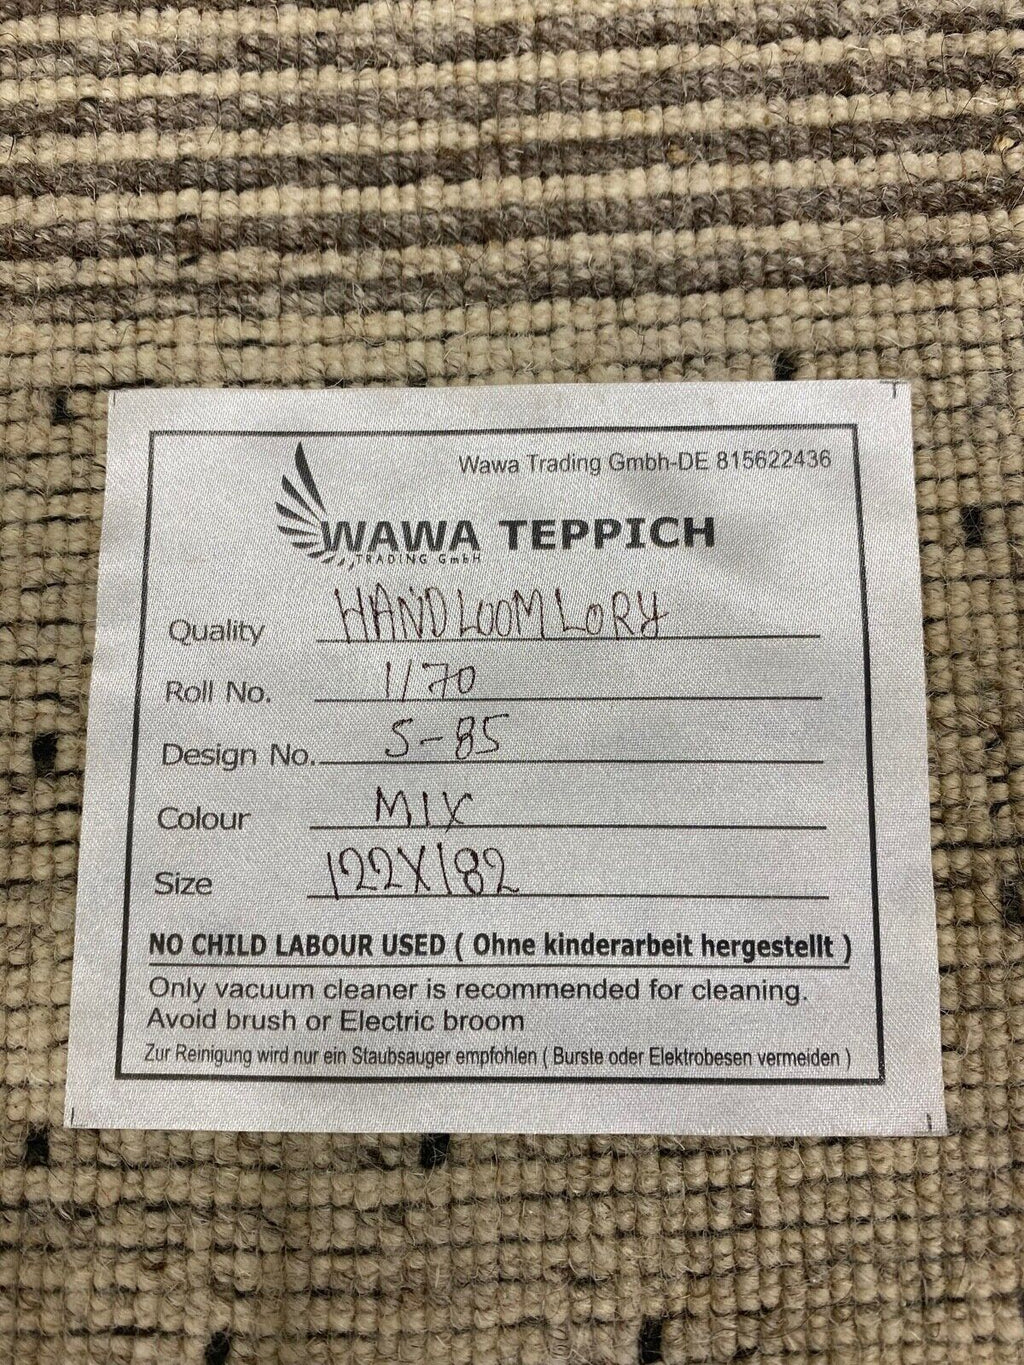 Wawa Trading Gmbh-DE 815622436
WAWA TEPPICH
TRADING GmbH
Quality HANDLOOM LORY
Roll No. 1/70
Design No. S-85
Colour MIX
Size 122X182
NO CHILD LABOUR USED ( Ohne kinderarbeit hergestellt )
Only vacuum cleaner is recommended for cleaning.
Avoid brush or Electric broom
Zur Reinigung wird nur ein Staubsauger empfohlen ( Burste oder Elektrobesen vermeiden )